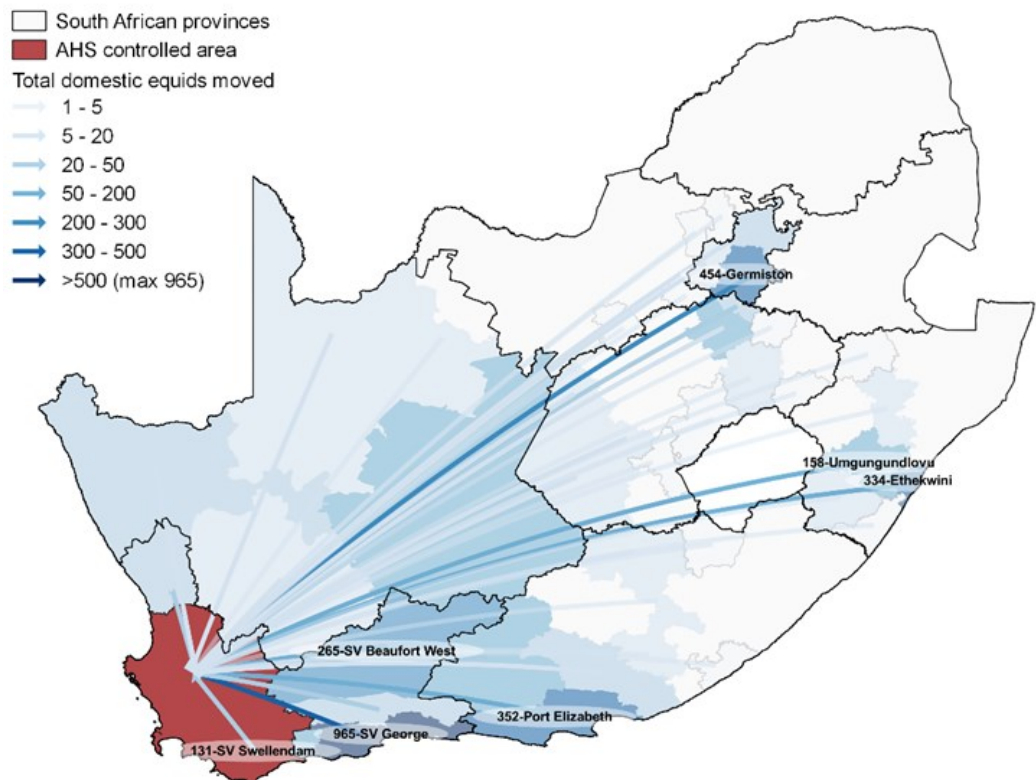 South African provinces
AHS controlled area
Total domestic equids moved
1 - 5
5 - 20
20 - 50
50 - 200
200 - 300
300 - 500
>500 (max 965)
454-Germiston
158-Umgungundlovu
334-Ethekwini
265-SV Beaufort West
352-Port Elizabeth
965-SV George
131-SV Swellendam